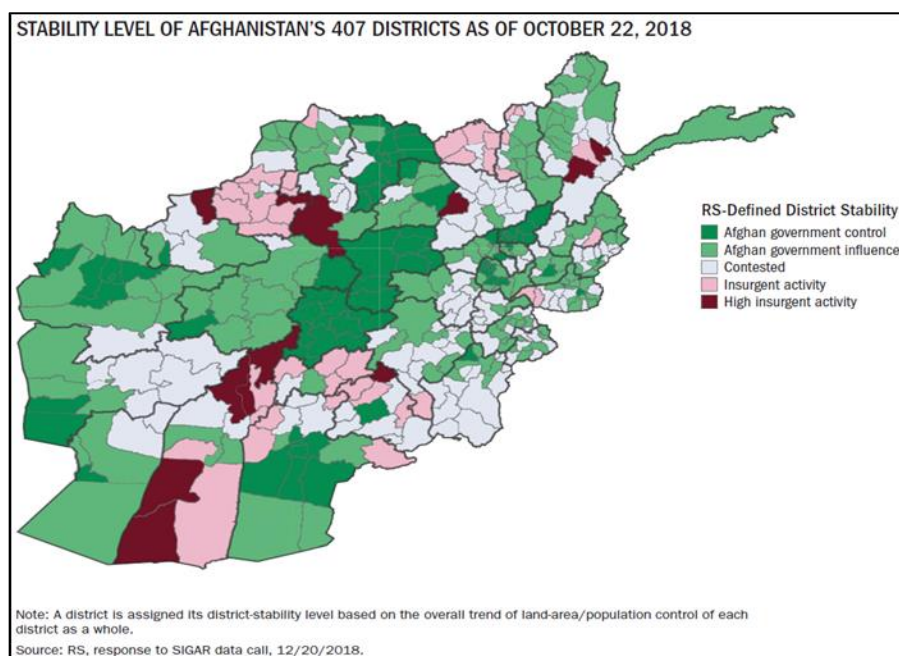 STABILITY LEVEL OF AFGHANISTAN'S 407 DISTRICTS AS OF OCTOBER 22, 2018
RS-Defined District Stability
Afghan government control
Afghan government influence
Contested
Insurgent activity
High insurgent activity
Note: A district is assigned its district-stability level based on the overall trend of land-area/population control of each
district as a whole.
Source: RS, response to SIGAR data call, 12/20/2018.